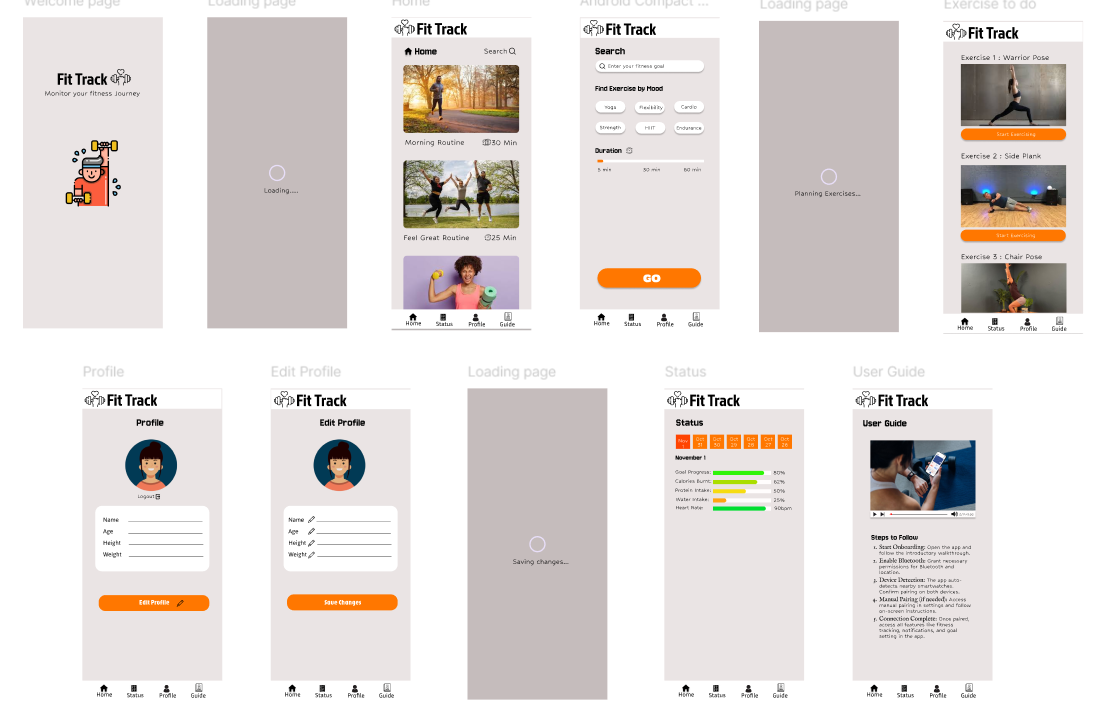 Welcome page
Loading page
Home
Android Compact ...
Loading page
Exercise to do
Fit Track
Monitor your fitness Journey
Loading.....
Fit Track
Home
Search
Morning Routine
30 Min
Feel Great Routine
25 Min
Home
Status
Profile
Guide
Fit Track
Search
Enter your fitness goal
Find Exercise by Mood
Yoga
Flexibility
Cardio
Strength
HIIT
Endurance
Duration
5 min
30 min
60 min
GO
Home
Status
Profile
Guide
Planning Exercises...
Fit Track
Exercise 1 : Warrior Pose
Start Exercising
Exercise 2 : Side Plank
Start Exercising
Exercise 3 : Chair Pose
Home
Status
Profile
Guide
Profile
Edit Profile
Loading page
Status
User Guide
Fit Track
Profile
Logout
Name
Age
Height
Weight
Edit Profile
Home
Status
Profile
Guide
Fit Track
Edit Profile
Name
Age
Height
Weight
Save Changes
Home
Status
Profile
Guide
Saving changes...
Fit Track
Status
Nov
Oct 31
Oct 30
Oct
Oct
Oct 27
Oct
November 1
Goal Progress: 80%
Calories Burnt: 62%
Protein Intake: 50%
Water Intake: 25%
Heart Rate: 90bpm
Home
Status
Profile
Guide
Fit Track
User Guide
Steps to Follow
1. Start Onboarding: Open the app and
follow the introductory walkthrough.
2. Enable Bluetooth: Grant necessary
permissions for Bluetooth and
location.
3. Device Detection: The app auto-
detects nearby smartwatches.
Confirm pairing on both devices.
4. Manual Pairing (if needed): Access
manual pairing in settings and follow
on-screen instructions.
5. Connection Complete: Once paired,
access all features like fitness
tracking, notifications, and goal
setting in the app.
Home
Status
Profile
Guide